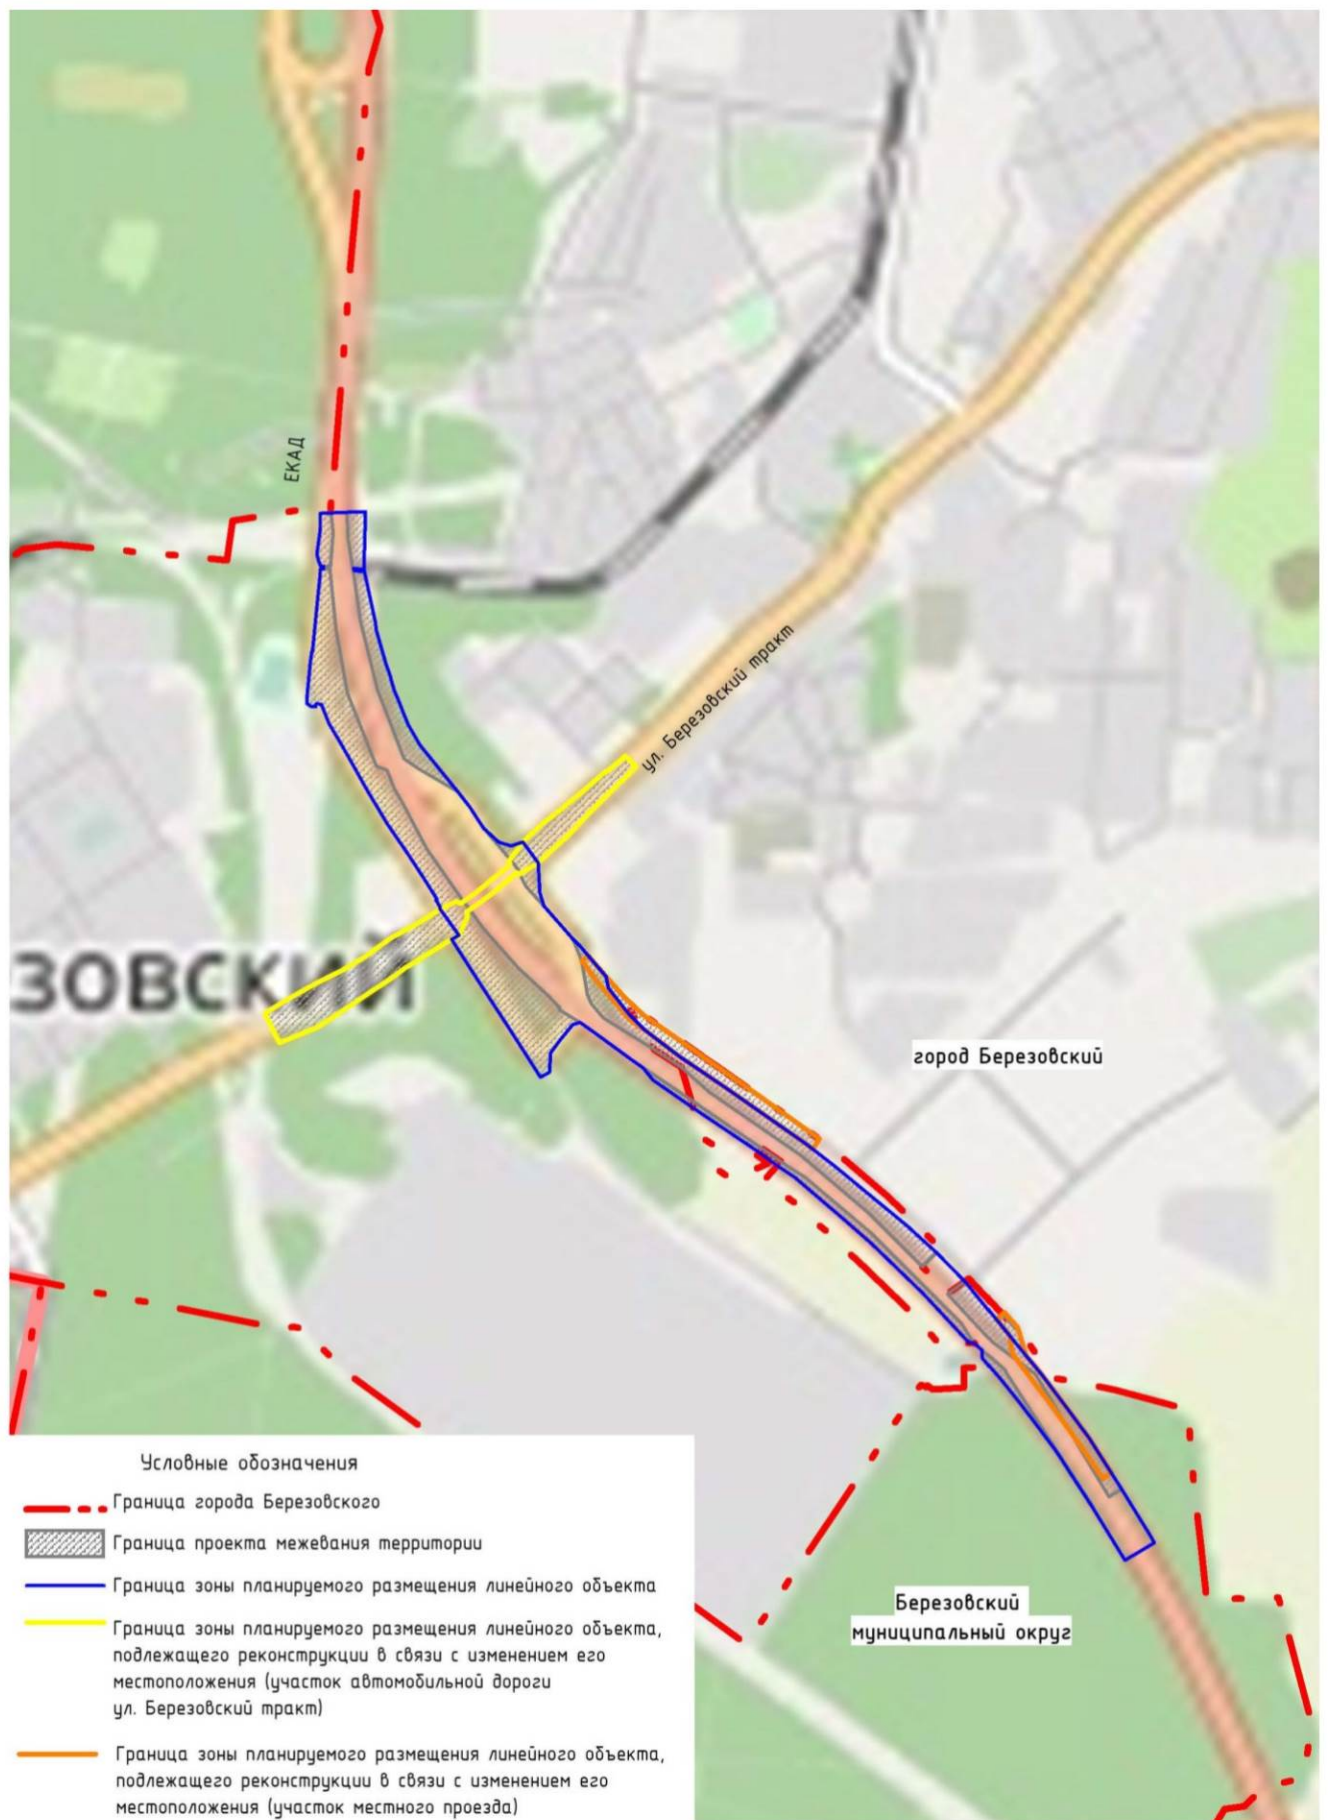 ЕКАД
ул. Березовский тракт
ЗОВСКИЙ
город Березовский
Березовский
муниципальный округ
Условные обозначения
Граница города Березовского
Граница проекта межевания территории
Граница зоны планируемого размещения линейного объекта
Граница зоны планируемого размещения линейного объекта,
подлежащего реконструкции в связи с изменением его
местоположения (участок автомобильной дороги
ул. Березовский тракт)
Граница зоны планируемого размещения линейного объекта,
подлежащего реконструкции в связи с изменением его
местоположения (участок местного проезда)